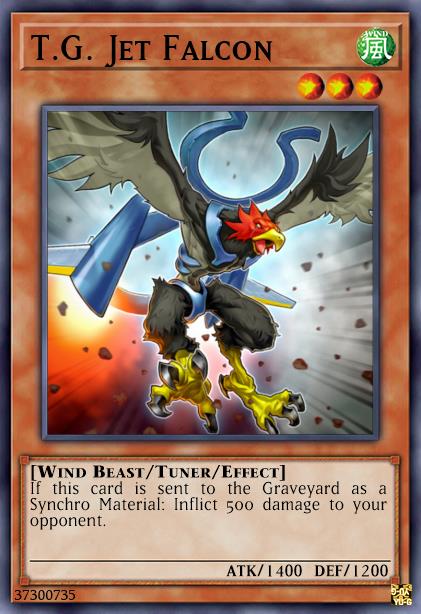 T.G. Jet Falcon
WIND
風
[Wind Beast/Tuner/Effect]
If this card is sent to the Graveyard as a
Synchro Material: Inflict 500 damage to your
opponent.
ATK/1400 DEF/1200
37300735